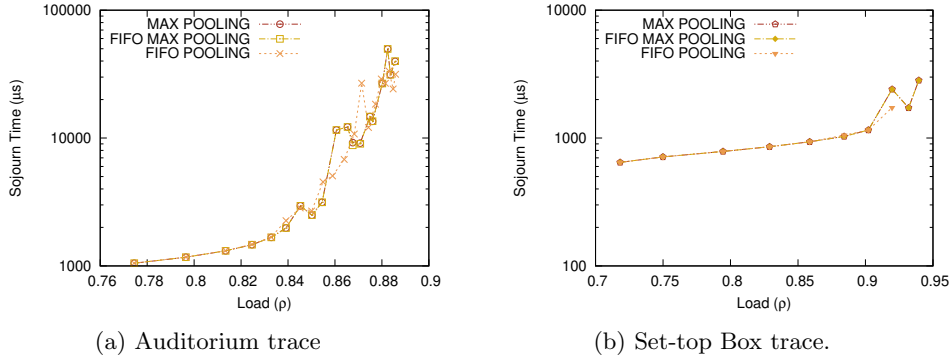 MAX POOLING
FIFO MAX POOLING
FIFO POOLING
Sojourn Time (µs)
100000
10000
1000
0.76 0.78 0.8 0.82 0.84 0.86 0.88 0.9
Load (ρ)
(a) Auditorium trace
MAX POOLING
FIFO MAX POOLING
FIFO POOLING
Sojourn Time (µs)
10000
1000
100
0.7 0.75 0.8 0.85 0.9 0.95
Load (ρ)
(b) Set-top Box trace.